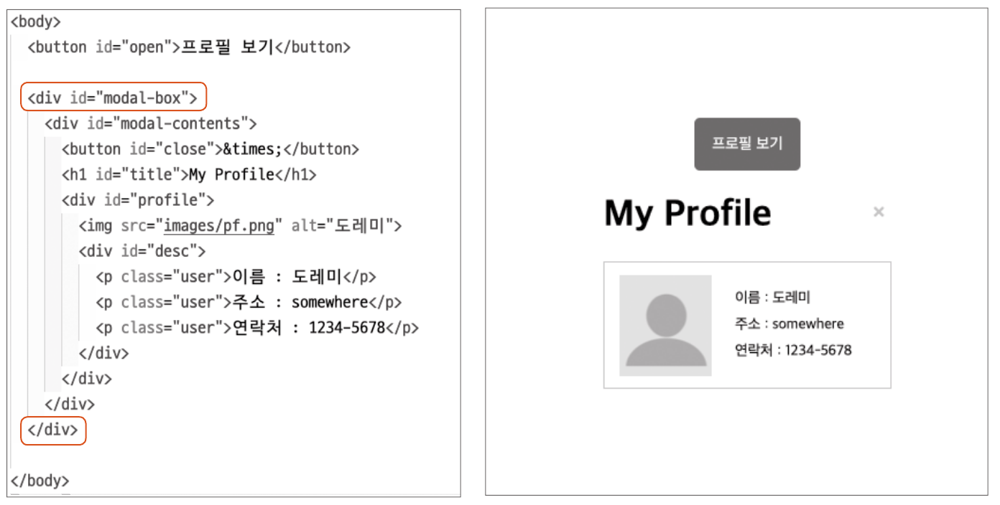 <body>
<button id="open">프로필 보기</button>
<div id="modal-box">
<div id="modal-contents">
<button id="close">&times;</button>
<h1 id="title">My Profile</h1>
<div id="profile">
<img src="images/pf.png" alt="도레미">
<div id="desc">
<p class="user">이름 : 도레미</p>
<p class="user">주소 : somewhere</p>
<p class="user">연락처 : 1234-5678</p>
</div>
</div>
</div>
</div>
</body>
프로필 보기
My Profile ×
이름 : 도레미
주소 : somewhere
연락처 : 1234-5678